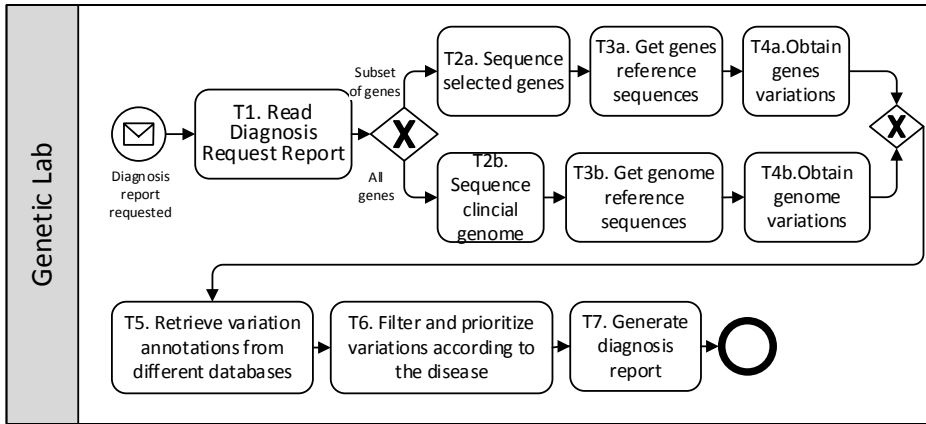 Genetic Lab
Diagnosis
report
requested
T1. Read
Diagnosis
Request Report
Subset
of genes
X
All
genes
T2a. Sequence
selected genes
T3a. Get genes
reference
sequences
T4a.Obtain
genes
variations
T2b.
Sequence
clincial
genome
T3b. Get genome
reference
sequences
T4b.Obtain
genome
variations
X
T5. Retrieve variation
annotations from
different databases
T6. Filter and prioritize
variations according to
the disease
T7. Generate
diagnosis
report